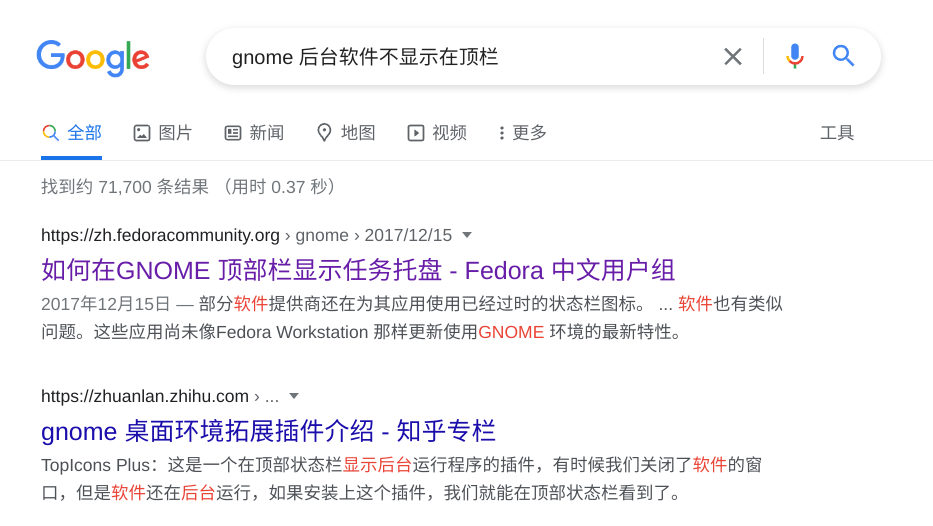 Google
gnome 后台软件不显示在顶栏
全部 图片 新闻 地图 视频 更多 工具
找到约 71,700 条结果 （用时 0.37 秒）
https://zh.fedoracommunity.org › gnome › 2017/12/15
如何在GNOME 顶部栏显示任务托盘 - Fedora 中文用户组
2017年12月15日 — 部分软件提供商还在为其应用使用已经过时的状态栏图标。 ... 软件也有类似
问题。这些应用尚未像Fedora Workstation 那样更新使用GNOME 环境的最新特性。
https://zhuanlan.zhihu.com › ...
gnome 桌面环境拓展插件介绍 - 知乎专栏
TopIcons Plus：这是一个在顶部状态栏显示后台运行程序的插件，有时候我们关闭了软件的窗
口，但是软件还在后台运行，如果安装上这个插件，我们就能在顶部状态栏看到了。